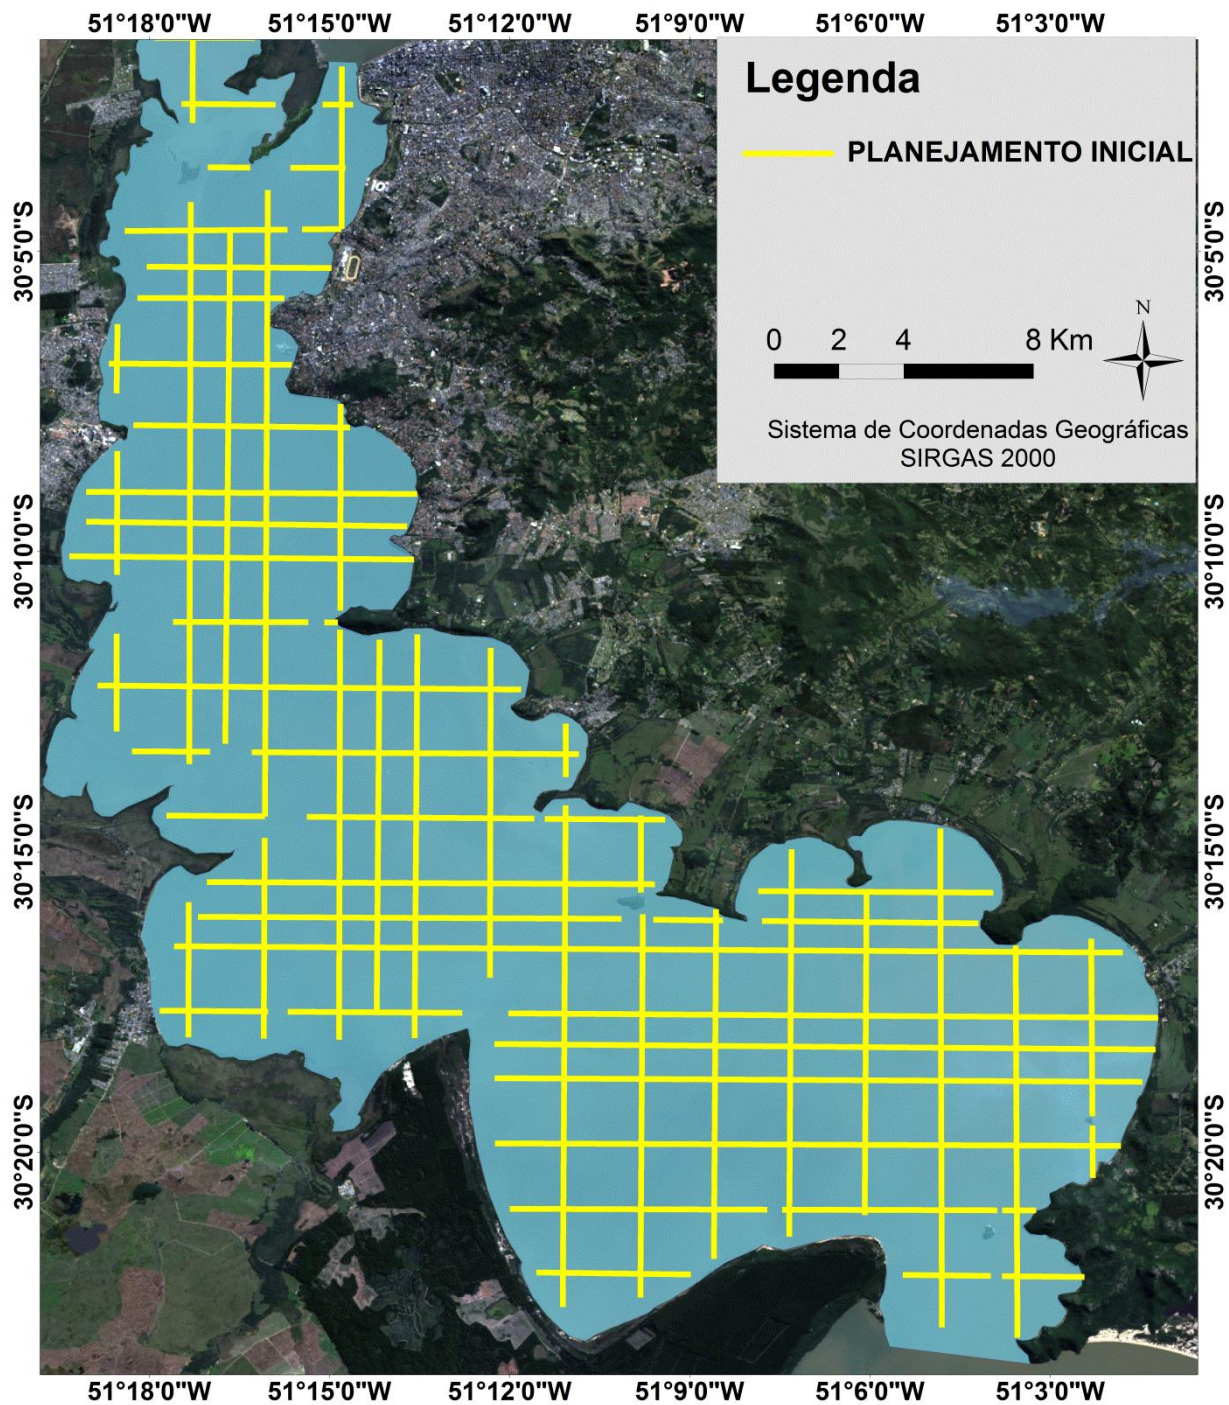 51°18'0"W 51°15'0"W 51°12'0"W 51°9'0"W 51°6'0"W 51°3'0"W
Legenda
PLANEJAMENTO INICIAL
30°5'0"S 30°5'0"S
0 2 4 8 Km
N
Sistema de Coordenadas Geográficas
SIRGAS 2000
30°10'0"S 30°10'0"S
30°15'0"S 30°15'0"S
30°20'0"S 30°20'0"S
51°18'0"W 51°15'0"W 51°12'0"W 51°9'0"W 51°6'0"W 51°3'0"W